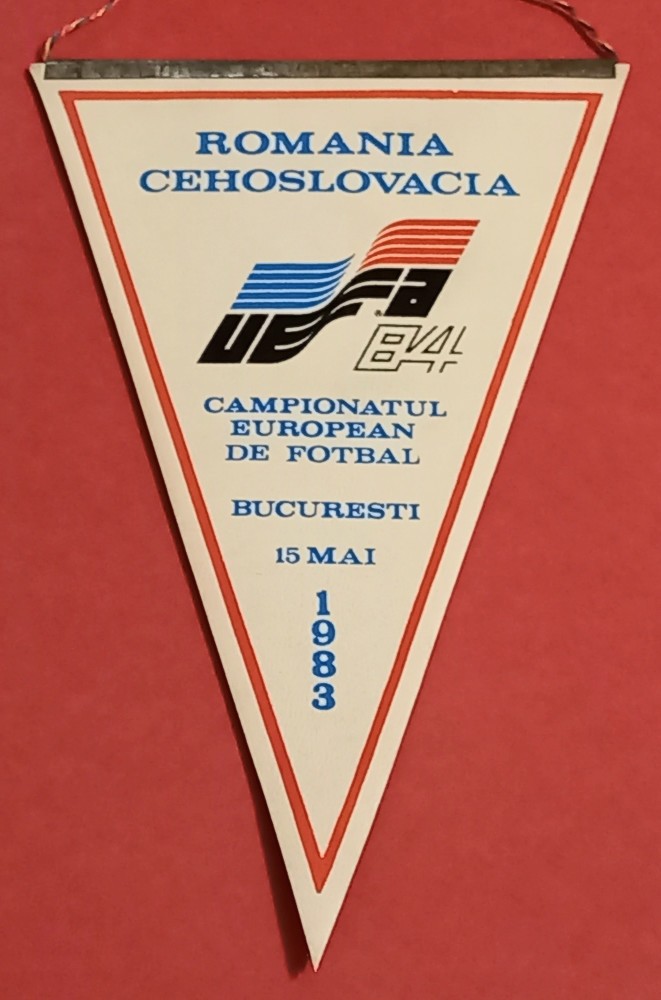 ROMANIA
CEHOSLOVACIA
UEFA
84
CAMPIONATUL
EUROPEAN
DE FOTBAL
BUCURESTI
15 MAI
1
9
8
3